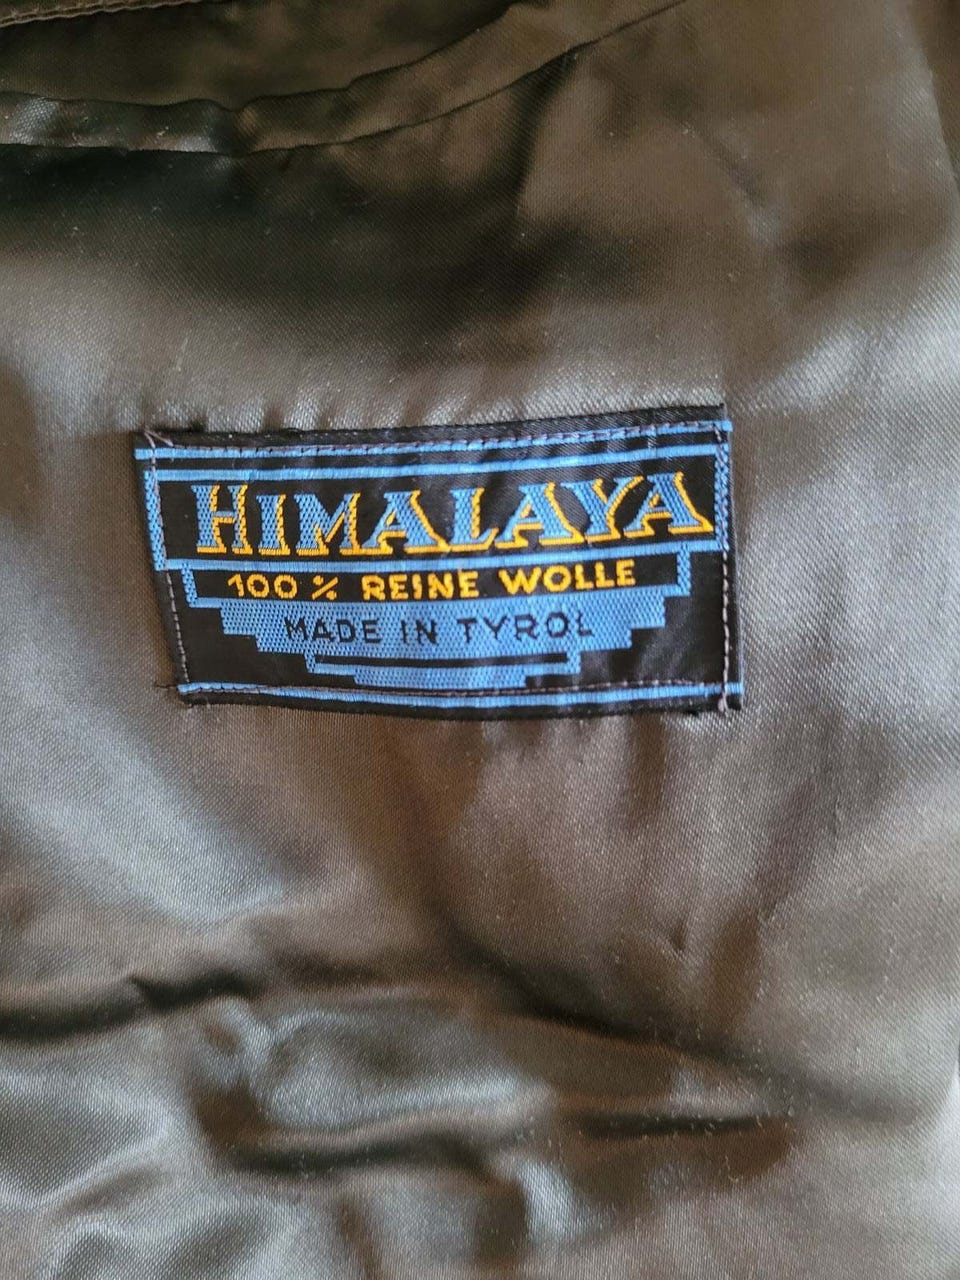 HIMALAYA
100 % REINE WOLLE
MADE IN TYROL